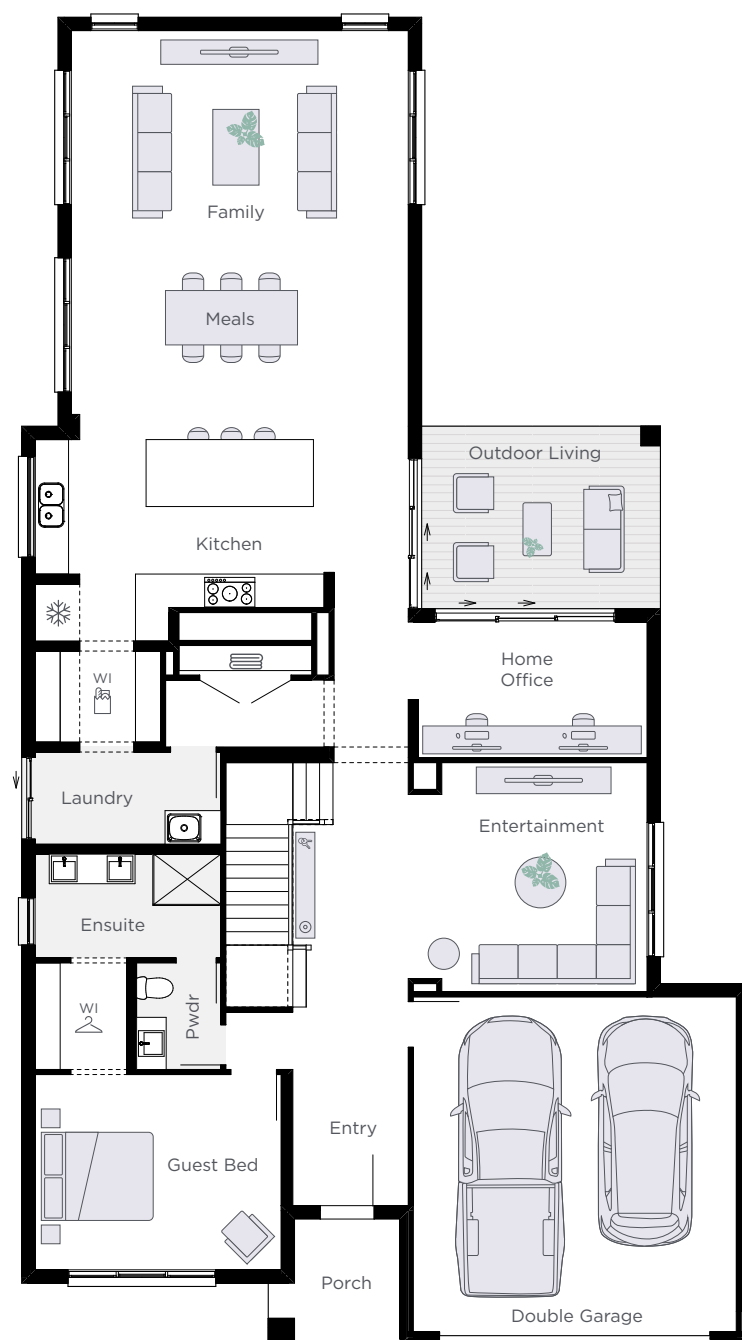 Family
Meals
Outdoor Living
Kitchen
Home
Office
WI
Laundry
Entertainment
Ensuite
WI
Pwdr
Entry
Guest Bed
Porch
Double Garage